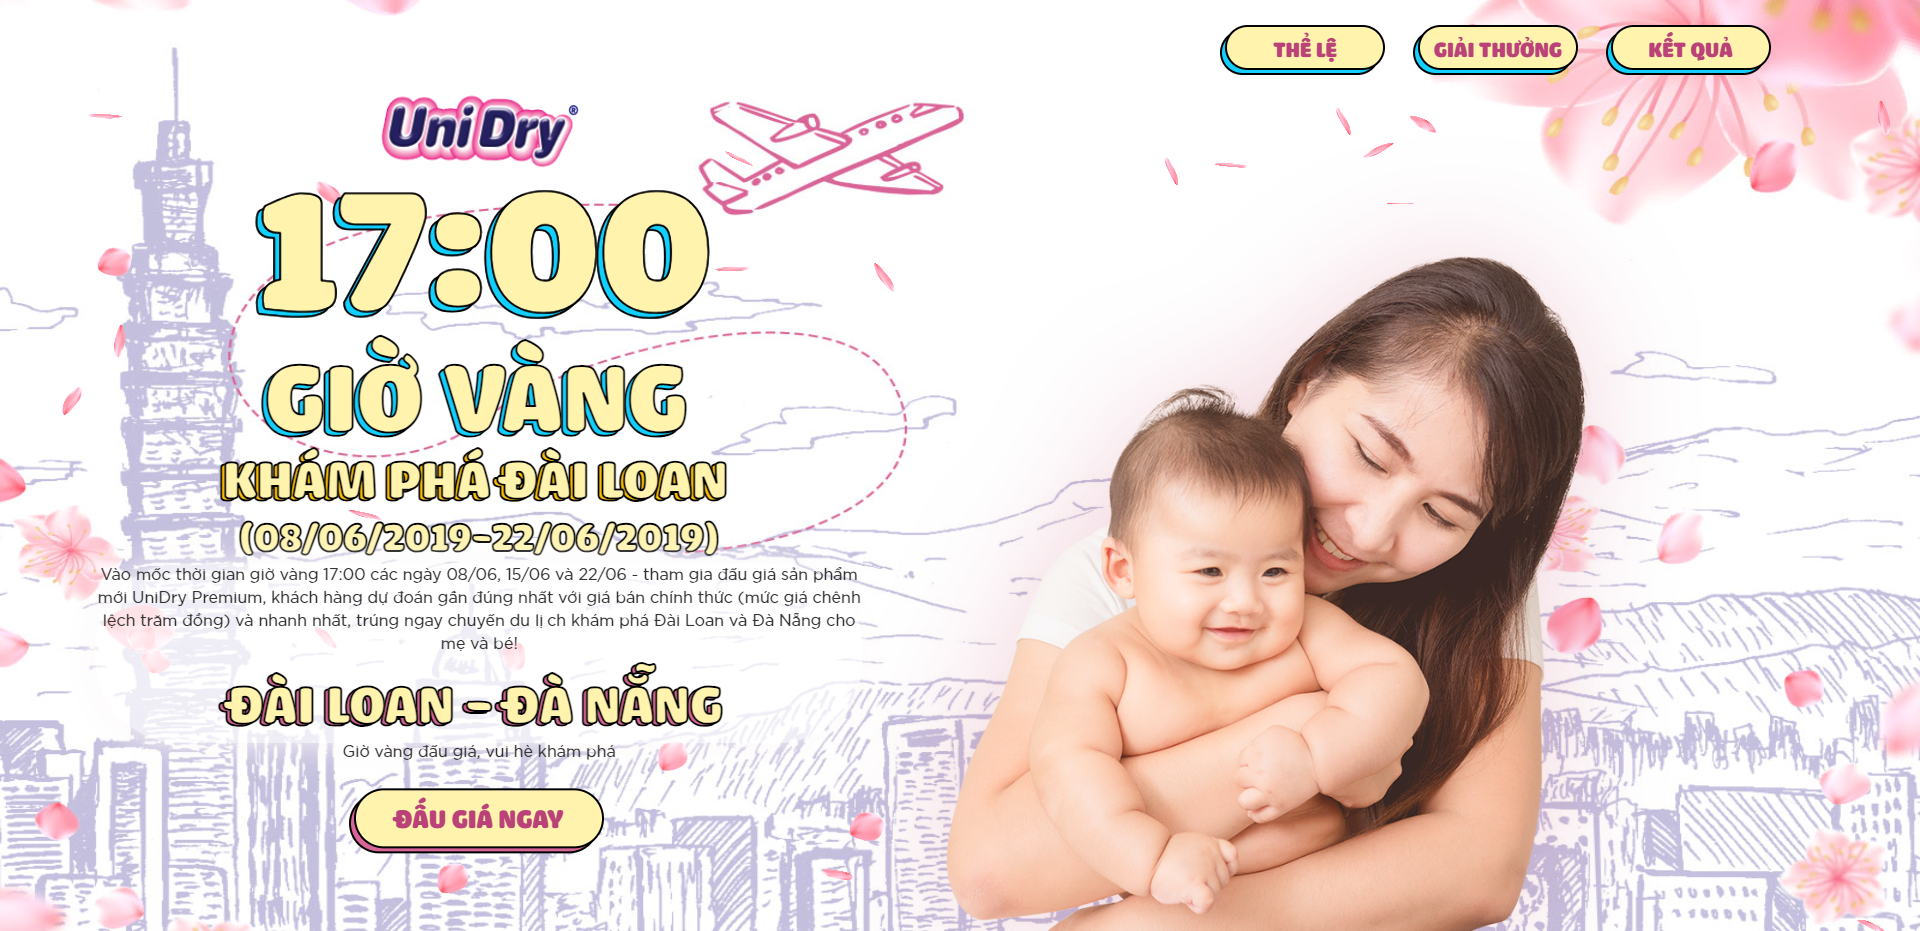 THỂ LỆ
GIẢI THƯỞNG
KẾT QUẢ
Uni Dry®
17:00
GIỜ VÀNG
KHÁM PHÁ ĐÀI LOAN
(08/06/2019-22/06/2019)
Vào mốc thời gian giờ vàng 17:00 các ngày 08/06, 15/06 và 22/06 - tham gia đấu giá sản phẩm
mới UniDry Premium, khách hàng dự đoán gần đúng nhất với giá bán chính thức (mức giá chênh
lệch trăm đồng) và nhanh nhất, trúng ngay chuyến du lịch khám phá Đài Loan và Đà Nẵng cho
mẹ và bé!
ĐÀI LOAN - ĐÀ NẴNG
Giờ vàng đấu giá, vui hè khám phá
ĐẤU GIÁ NGAY